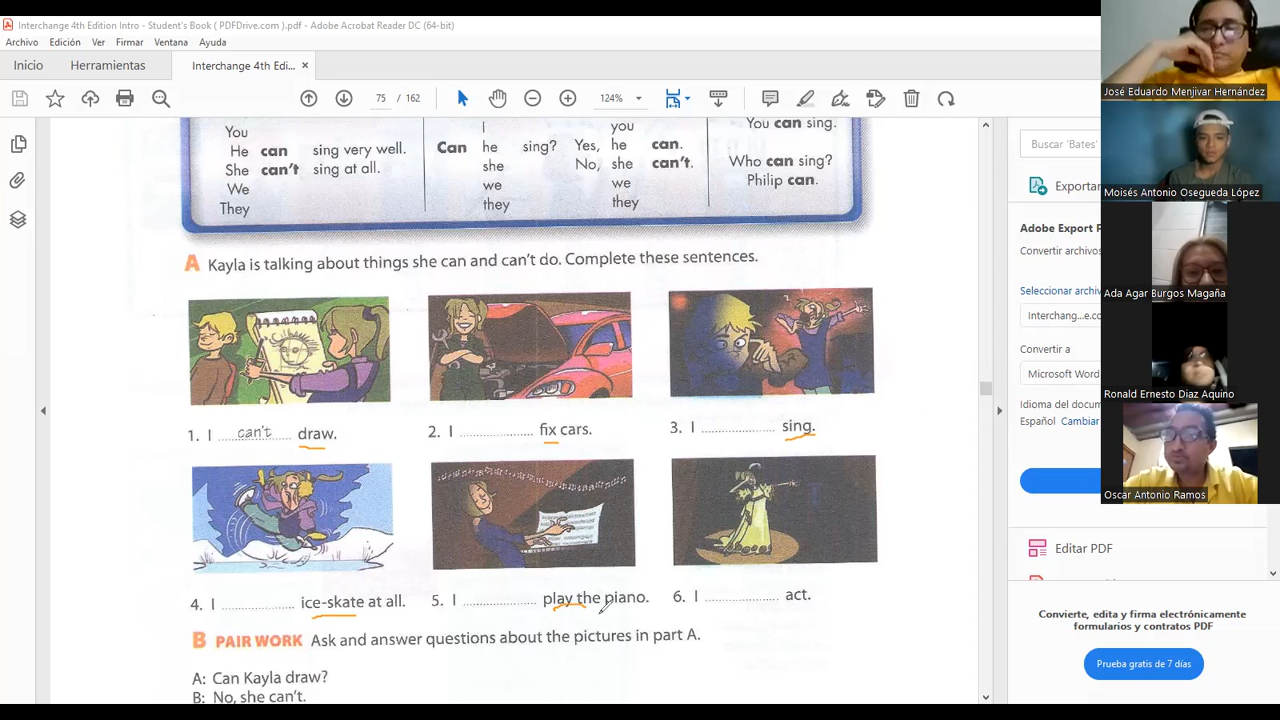 Interchange 4th Edition Intro - Student's Book ( PDFDrive.com ).pdf - Adobe Acrobat Reader DC (64-bit)
Archivo Edición Ver Firmar Ventana Ayuda
Inicio Herramientas Interchange 4th Edi... ×
75 162 124%
You
He can sing very well.
She can't sing at all.
We
They
I
Can he sing?
she
we
they
you
Yes, he can.
No, she can't.
we
they
You can sing.
Who can sing?
Philip can.
A Kayla is talking about things she can and can't do. Complete these sentences.
1. I can't draw. 2. I .................. fix cars. 3. I .................. sing.
4. I .................. ice-skate at all. 5. I .................. play the piano. 6. I .................. act.
B PAIR WORK Ask and answer questions about the pictures in part A.
A: Can Kayla draw?
B: No, she can't.
Buscar 'Bates'
Exportar
Adobe Export P
Convertir archivos
Seleccionar archiv
Interchang...e.co
Convertir a
Microsoft Word
Idioma del docum
Español Cambiar
Editar PDF
Convierte, edita y firma electrónicamente
formularios y contratos PDF
Prueba gratis de 7 días
José Eduardo Menjivar Hernández
Moisés Antonio Osegueda López
Ada Agar Burgos Magaña
Ronald Ernesto Diaz Aquino
Oscar Antonio Ramos